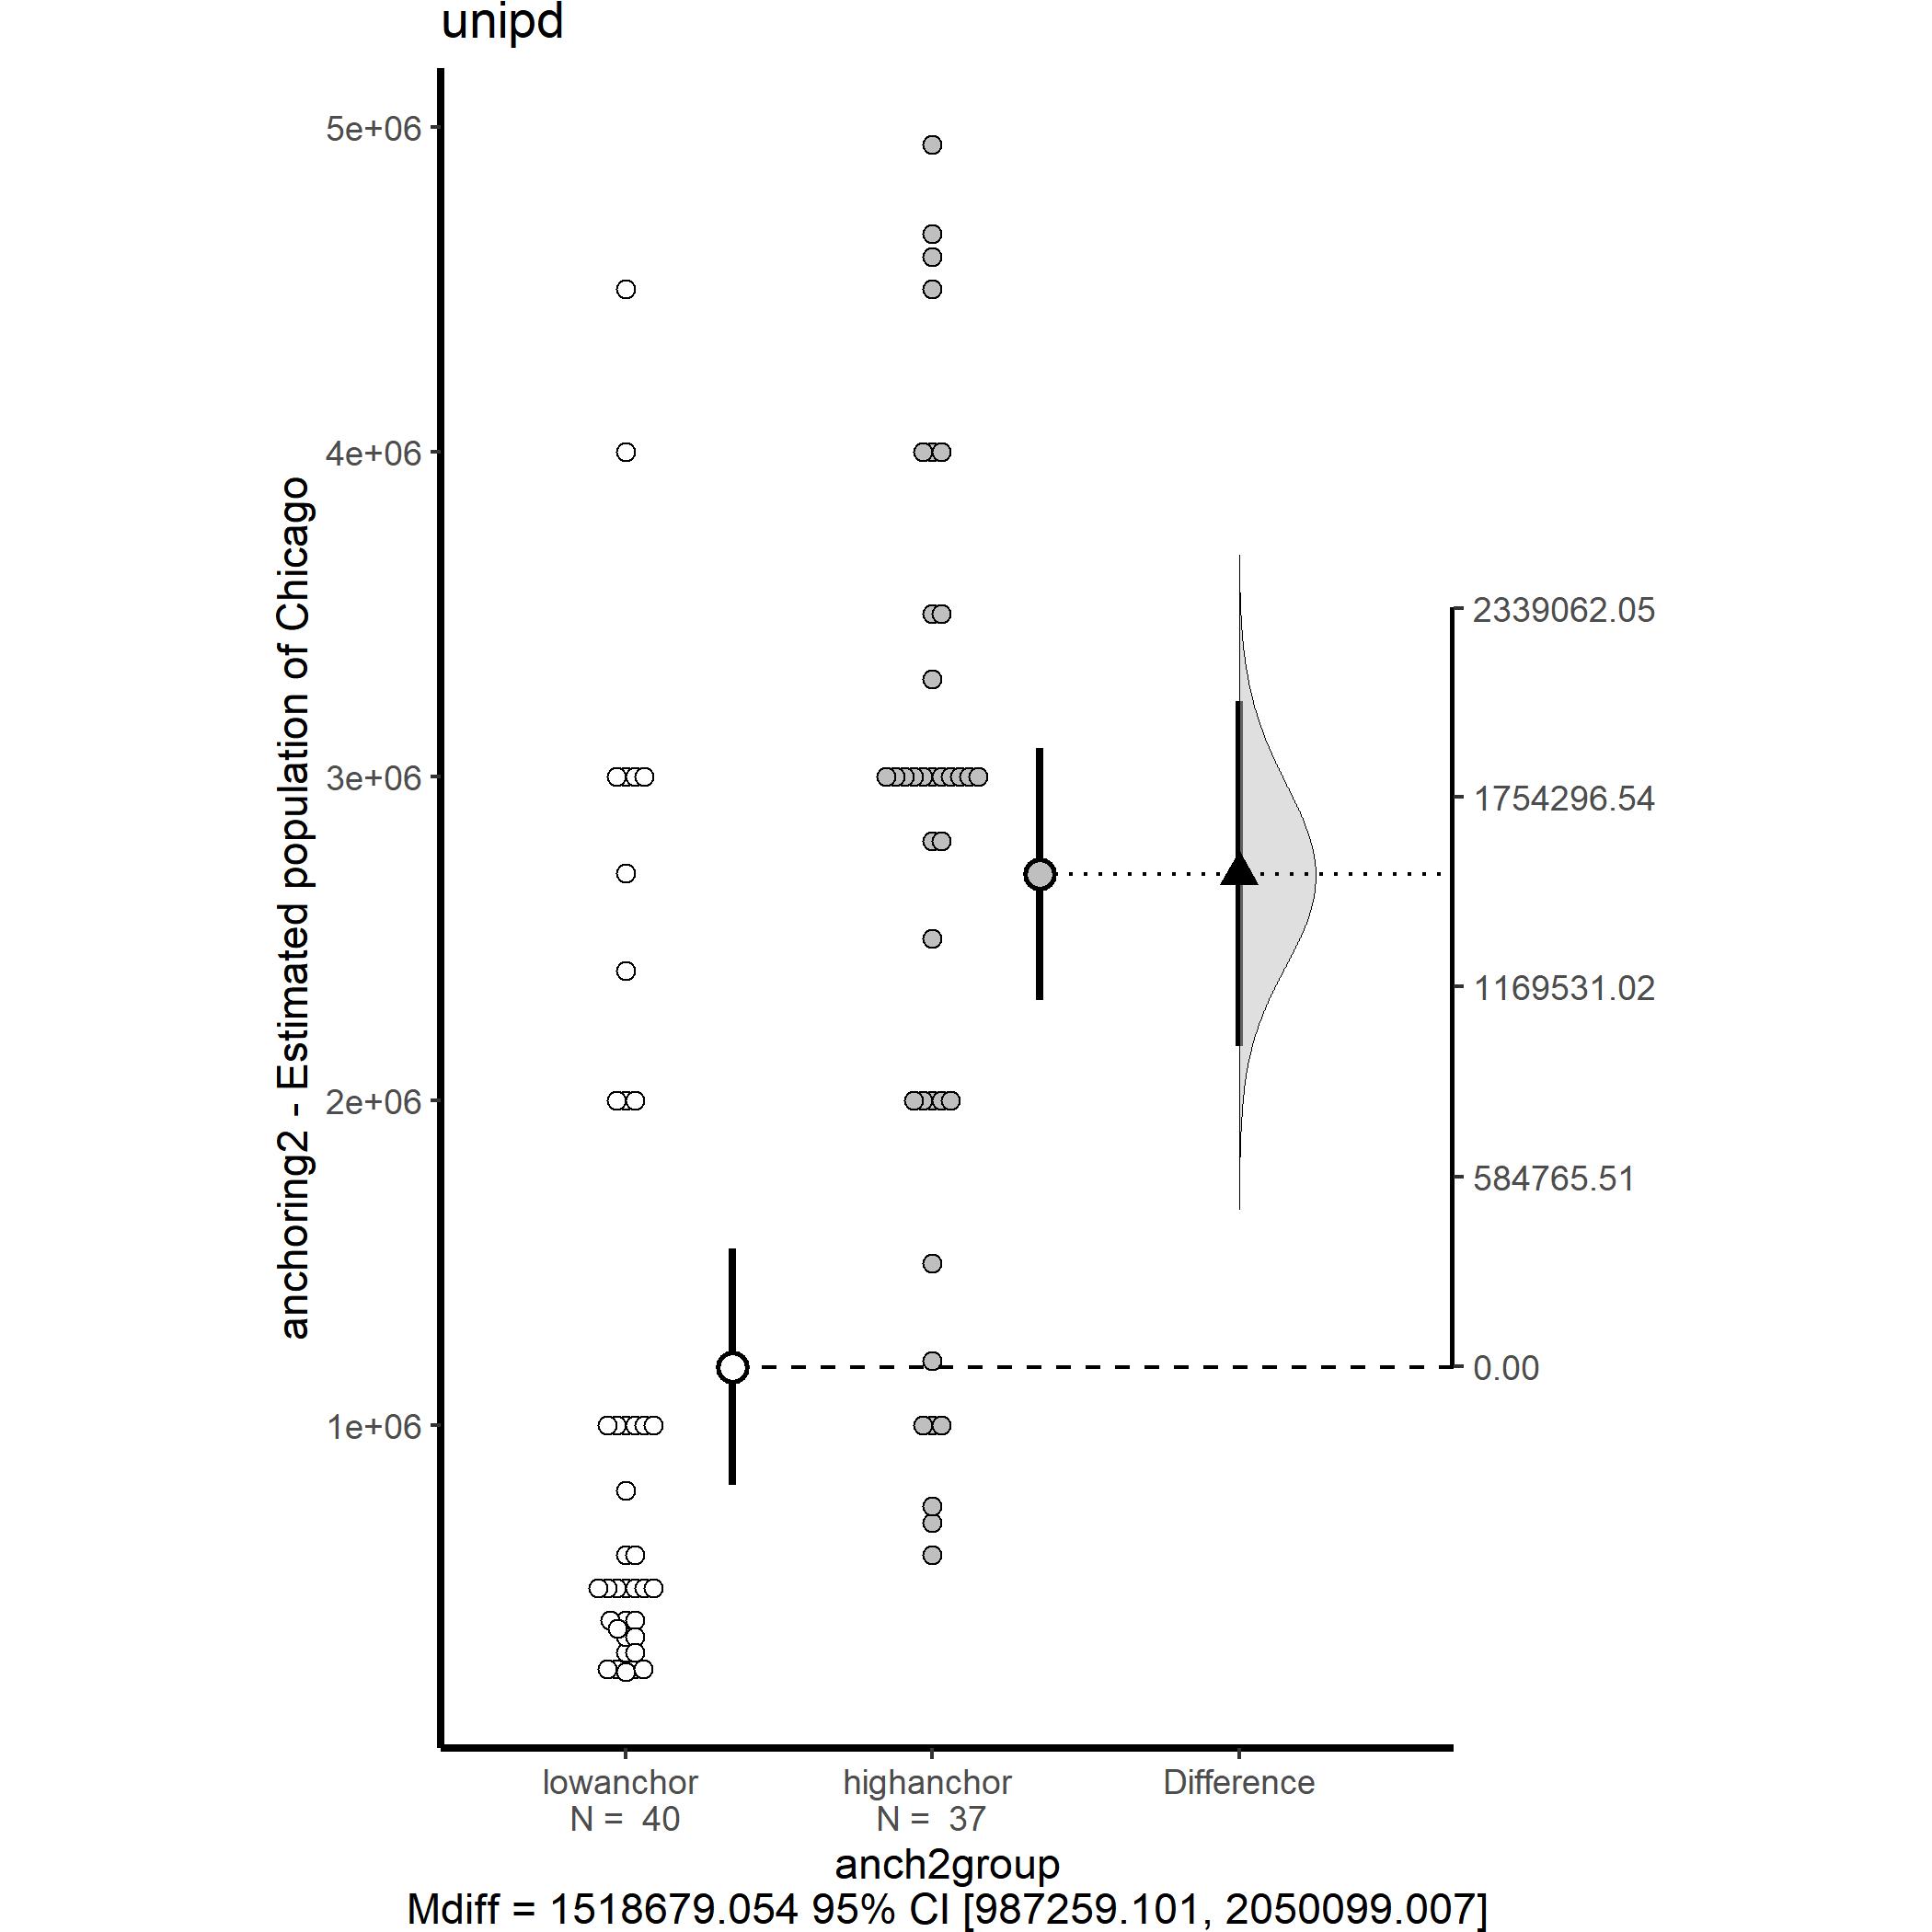 unipd
5e+06
4e+06
3e+06
2e+06
1e+06
anchoring2 - Estimated population of Chicago
2339062.05
1754296.54
1169531.02
584765.51
0.00
lowanchor
N =  40
highanchor
N =  37
Difference
anch2group
Mdiff = 1518679.054 95% CI [987259.101, 2050099.007]